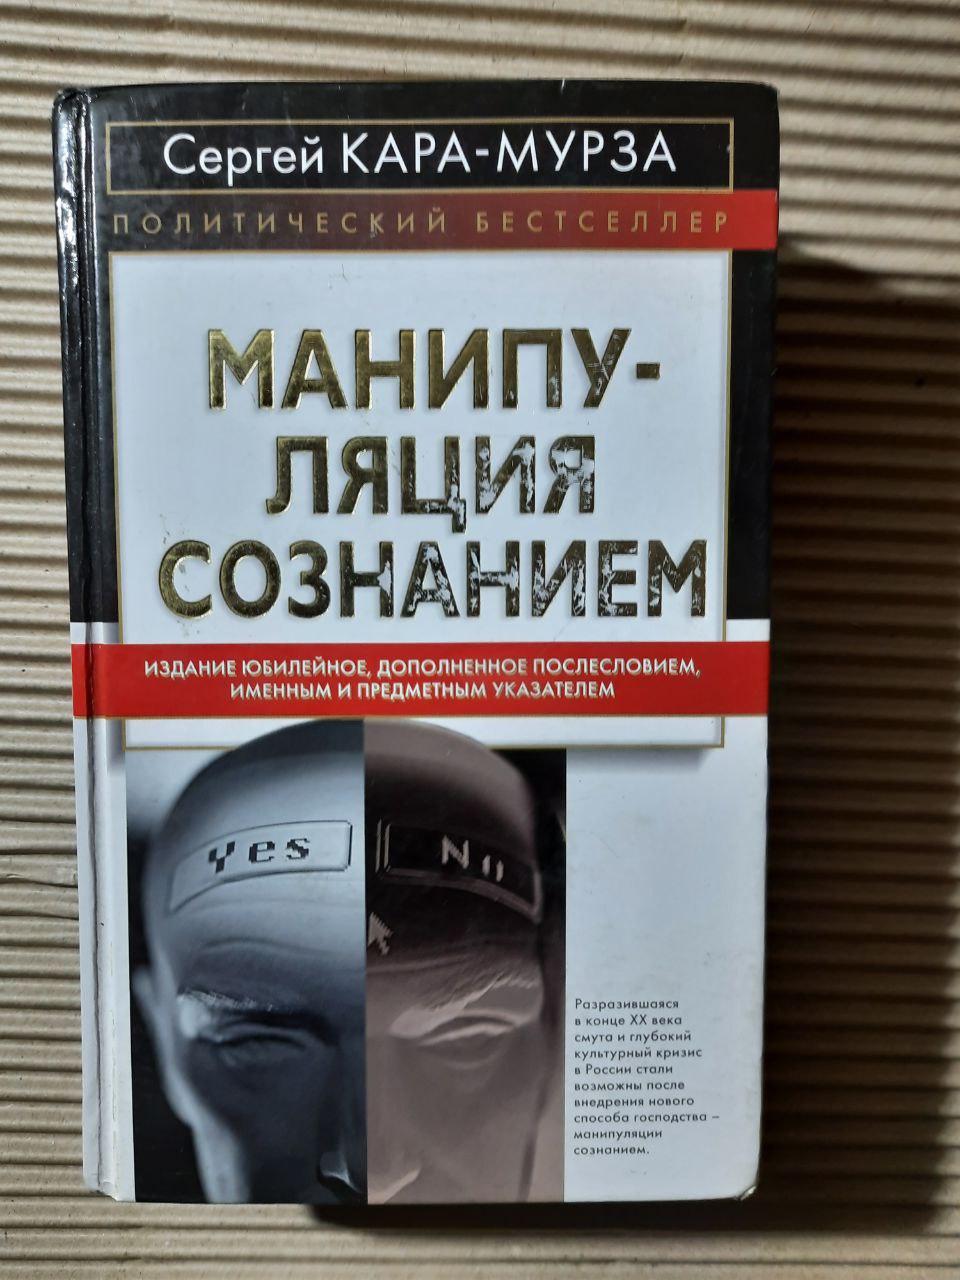 Сергей КАРА-МУРЗА
ПОЛИТИЧЕСКИЙ БЕСТСЕЛЛЕР
МАНИПУ-
ЛЯЦИЯ
СОЗНАНИЕМ
ИЗДАНИЕ ЮБИЛЕЙНОЕ, ДОПОЛНЕННОЕ ПОСЛЕСЛОВИЕМ,
ИМЕННЫМ И ПРЕДМЕТНЫМ УКАЗАТЕЛЕМ
Yes No
Разразившаяся
в конце XX века
смута и глубокий
культурный кризис
в России стали
возможны после
внедрения нового
способа господства –
манипуляции
сознанием.